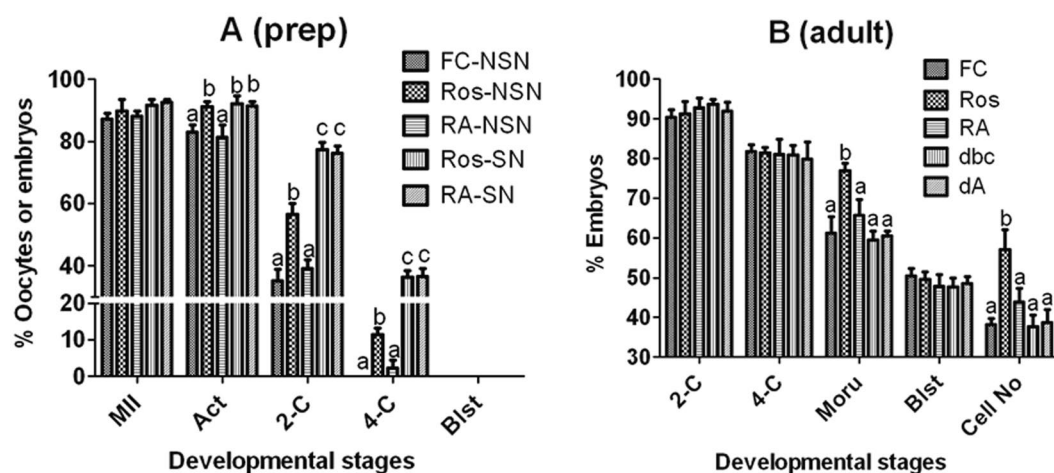 A (prep)
% Oocytes or embryos
100
80
60
40
20
10
0
a b a b b
a b a c c
a b a c c
FC-NSN
Ros-NSN
RA-NSN
Ros-SN
RA-SN
MII
Act
2-C
4-C
Blst
Developmental stages
B (adult)
% Embryos
100
90
80
70
60
50
40
30
a b a a a
a b a a a
FC
Ros
RA
dbc
dA
2-C
4-C
Moru
Blst
Cell No
Developmental stages